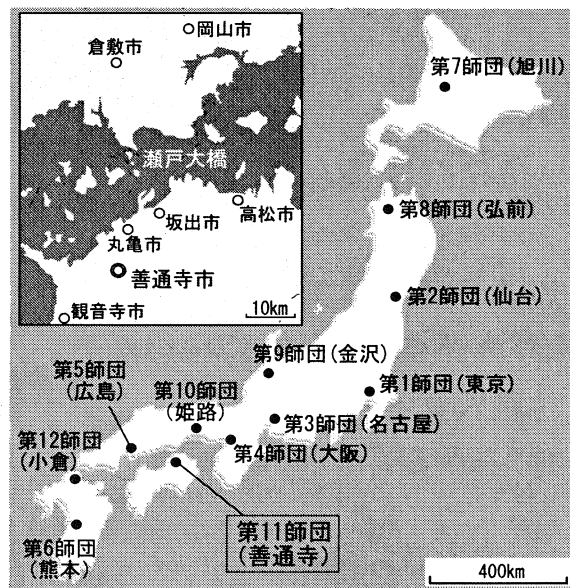 岡山市
倉敷市
瀬戸大橋
高松市
坂出市
丸亀市
善通寺市
観音寺市
10km
第7師団(旭川)
第8師団(弘前)
第2師団(仙台)
第9師団(金沢)
第1師団(東京)
第5師団
(広島)
第10師団
(姫路)
第3師団(名古屋)
第12師団
(小倉)
第4師団(大阪)
第11師団
(善通寺)
第6師団
(熊本)
400km